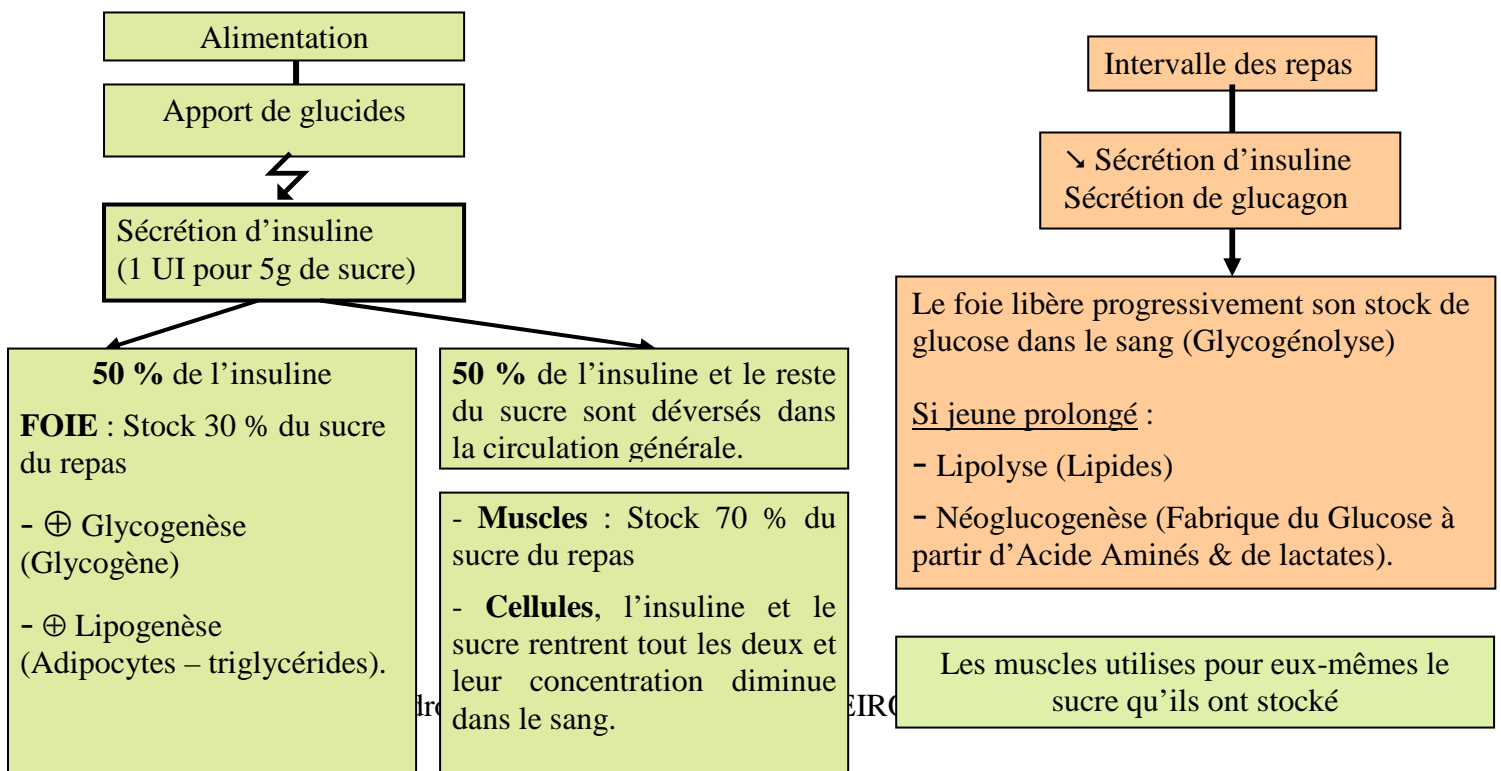 Alimentation
Apport de glucides
Sécrétion d’insuline
(1 UI pour 5g de sucre)
50 % de l’insuline
FOIE : Stock 30 % du sucre
du repas
- ⊕ Glycogenèse
(Glycogène)
- ⊕ Lipogenèse
(Adipocytes – triglycérides).
50 % de l’insuline et le reste
du sucre sont déversés dans
la circulation générale.
- Muscles : Stock 70 % du
sucre du repas
- Cellules, l’insuline et le
sucre rentrent tout les deux et
leur concentration diminue
dans le sang.
Intervalle des repas
↘ Sécrétion d’insuline
Sécrétion de glucagon
Le foie libère progressivement son stock de
glucose dans le sang (Glycogénolyse)
Si jeune prolongé :
- Lipolyse (Lipides)
- Néoglucogenèse (Fabrique du Glucose à
partir d’Acide Aminés & de lactates).
Les muscles utilises pour eux-mêmes le
sucre qu’ils ont stocké